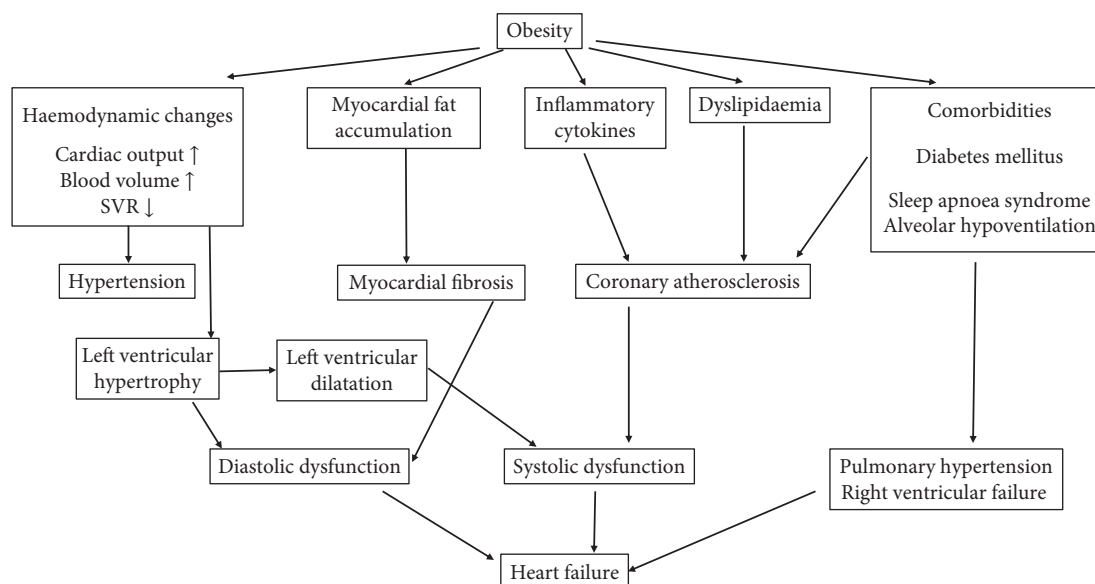 Obesity
Haemodynamic changes
Cardiac output ↑
Blood volume ↑
SVR ↓
Myocardial fat
accumulation
Inflammatory
cytokines
Dyslipidaemia
Comorbidities
Diabetes mellitus
Sleep apnoea syndrome
Alveolar hypoventilation
Hypertension
Myocardial fibrosis
Coronary atherosclerosis
Left ventricular
hypertrophy
Left ventricular
dilatation
Diastolic dysfunction
Systolic dysfunction
Pulmonary hypertension
Right ventricular failure
Heart failure